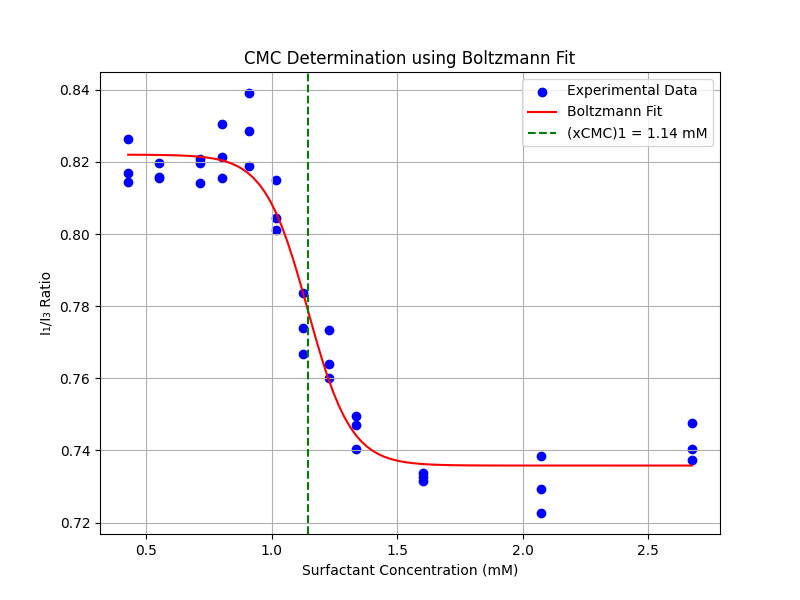 CMC Determination using Boltzmann Fit
Experimental Data
Boltzmann Fit
(xCMC)1 = 1.14 mM
I₁/I₃ Ratio
0.84
0.82
0.80
0.78
0.76
0.74
0.72
0.5
1.0
1.5
2.0
2.5
Surfactant Concentration (mM)